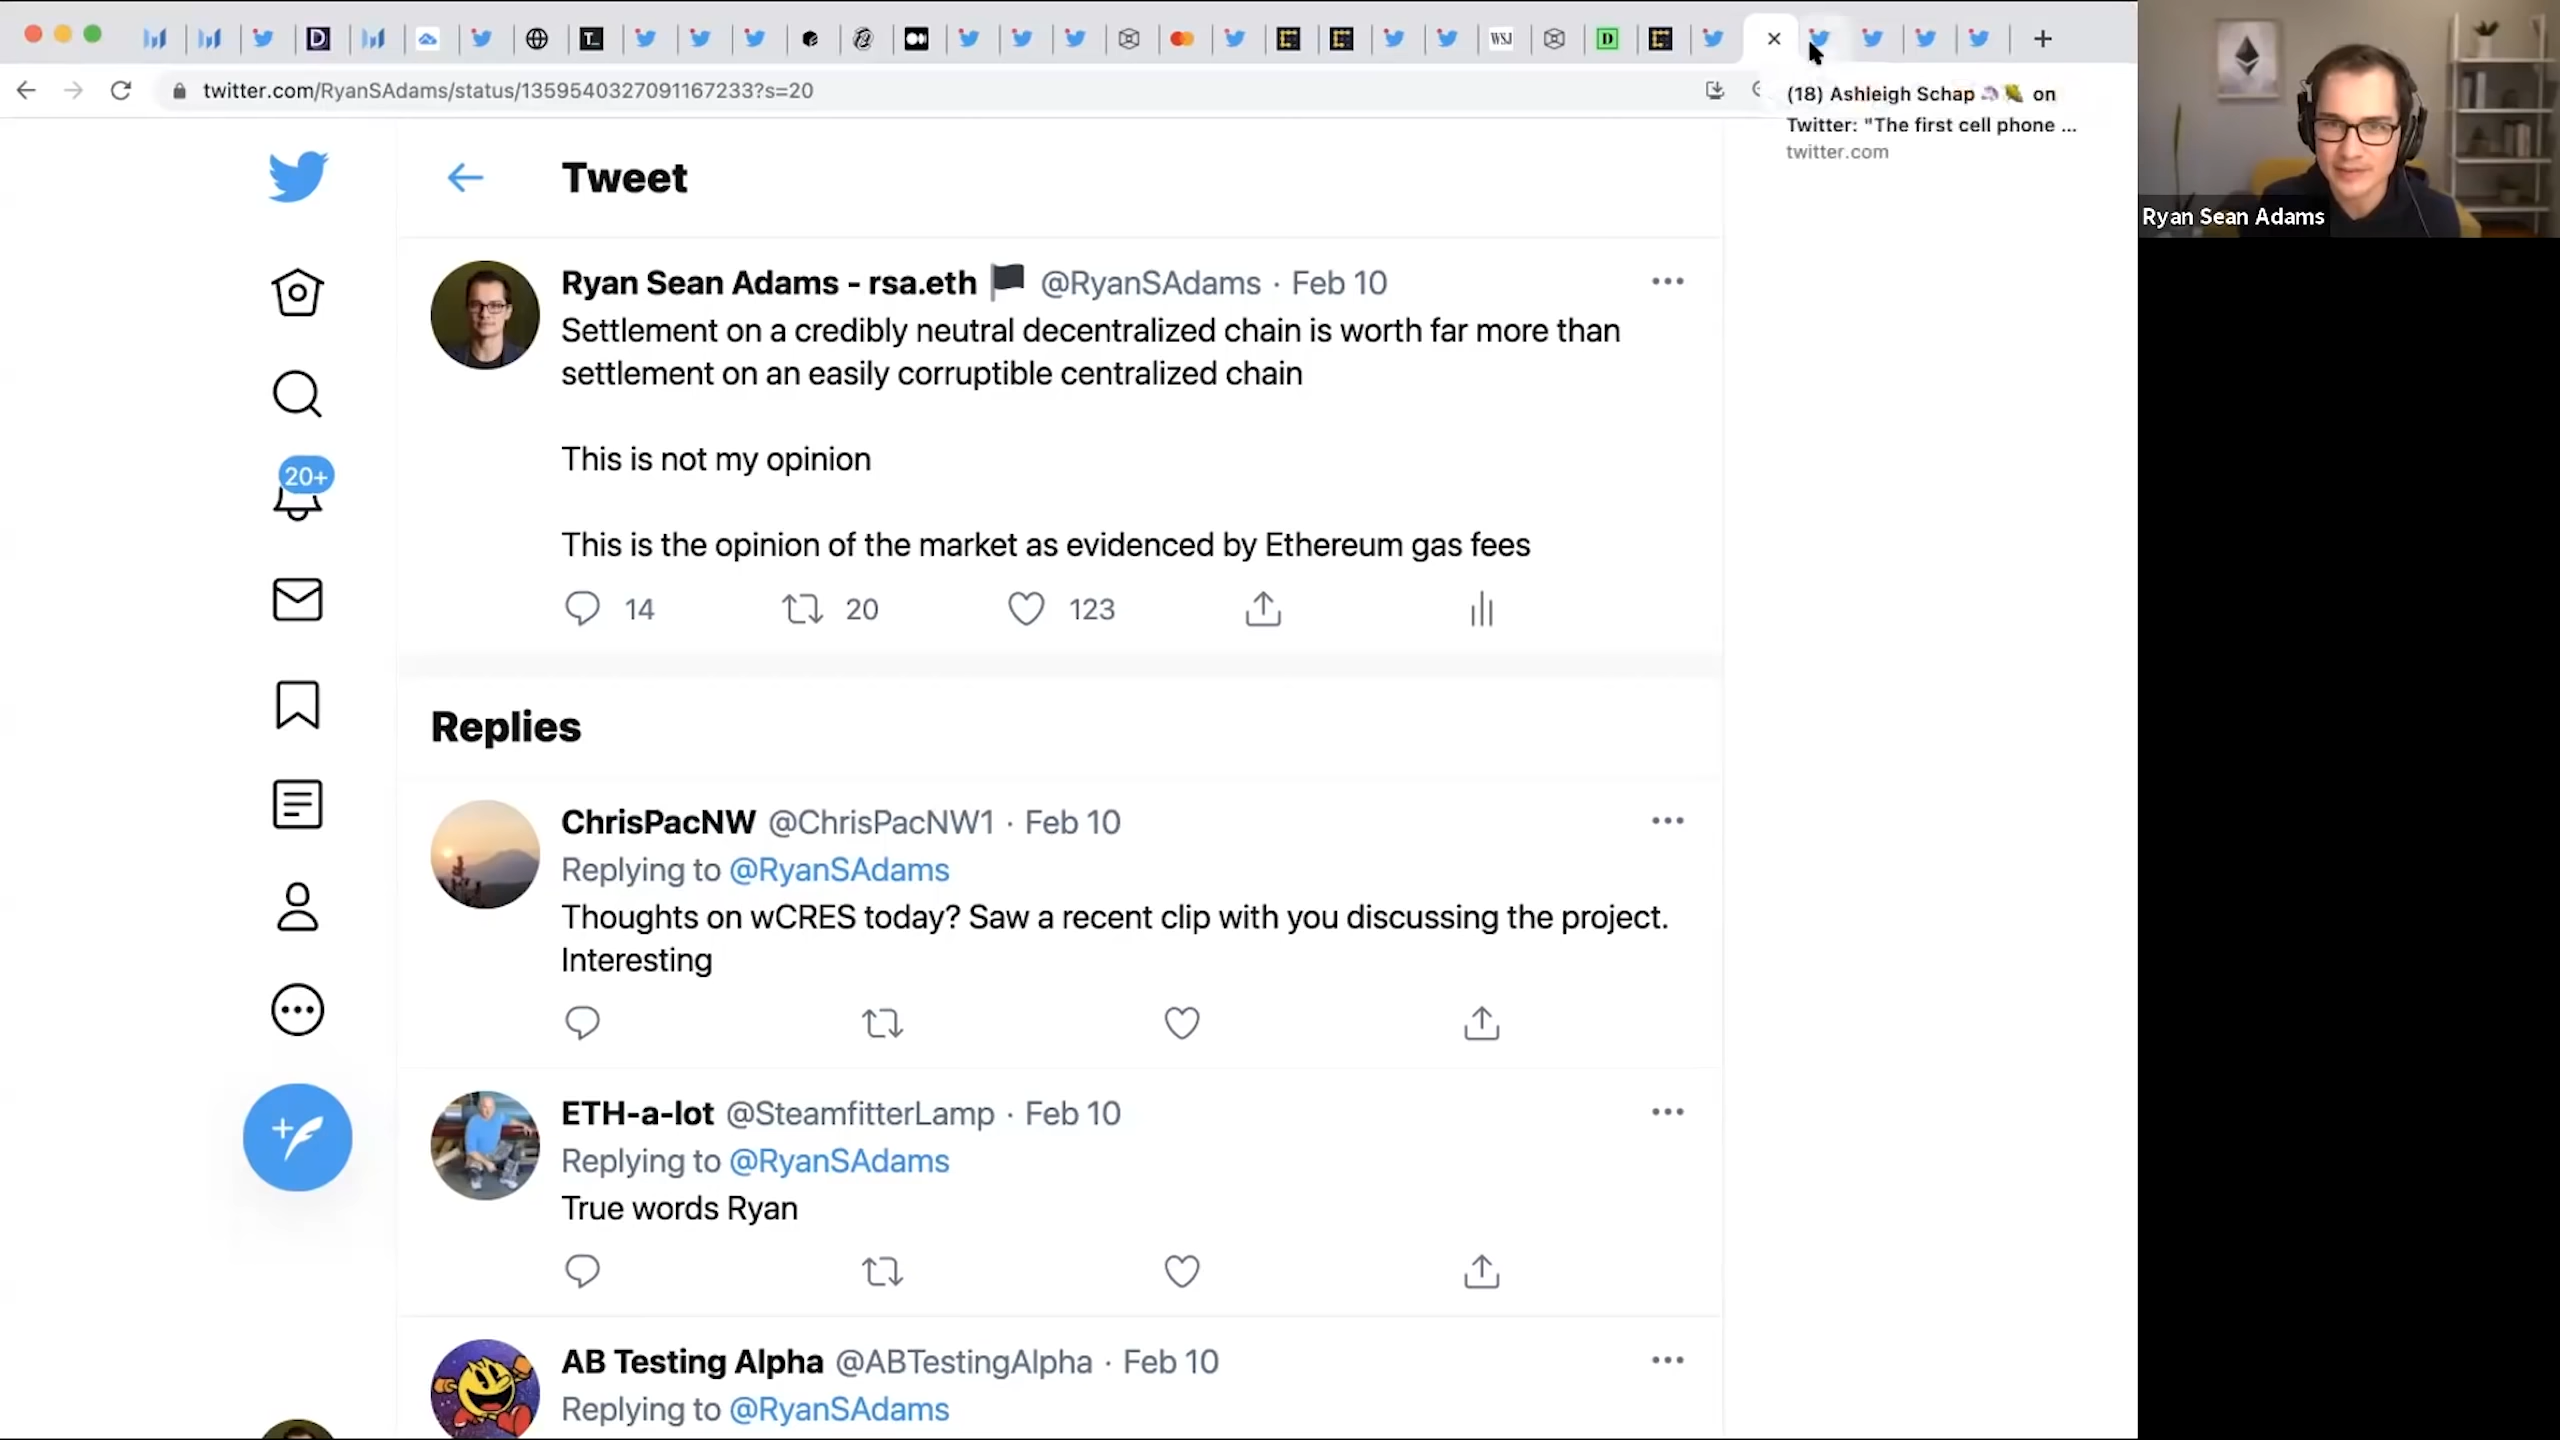 WSJ
twitter.com/RyanSAdams/status/1359540327091167233?s=20
(18) Ashleigh Schap 🦄🌽 on
Twitter: "The first cell phone ...
twitter.com
Ryan Sean Adams
Tweet
Ryan Sean Adams - rsa.eth 🏴 @RyanSAdams · Feb 10
Settlement on a credibly neutral decentralized chain is worth far more than
settlement on an easily corruptible centralized chain
This is not my opinion
This is the opinion of the market as evidenced by Ethereum gas fees
14 20 123
20+
Replies
ChrisPacNW @ChrisPacNW1 · Feb 10
Replying to @RyanSAdams
Thoughts on wCRES today? Saw a recent clip with you discussing the project.
Interesting
ETH-a-lot @SteamfitterLamp · Feb 10
Replying to @RyanSAdams
True words Ryan
AB Testing Alpha @ABTestingAlpha · Feb 10
Replying to @RyanSAdams